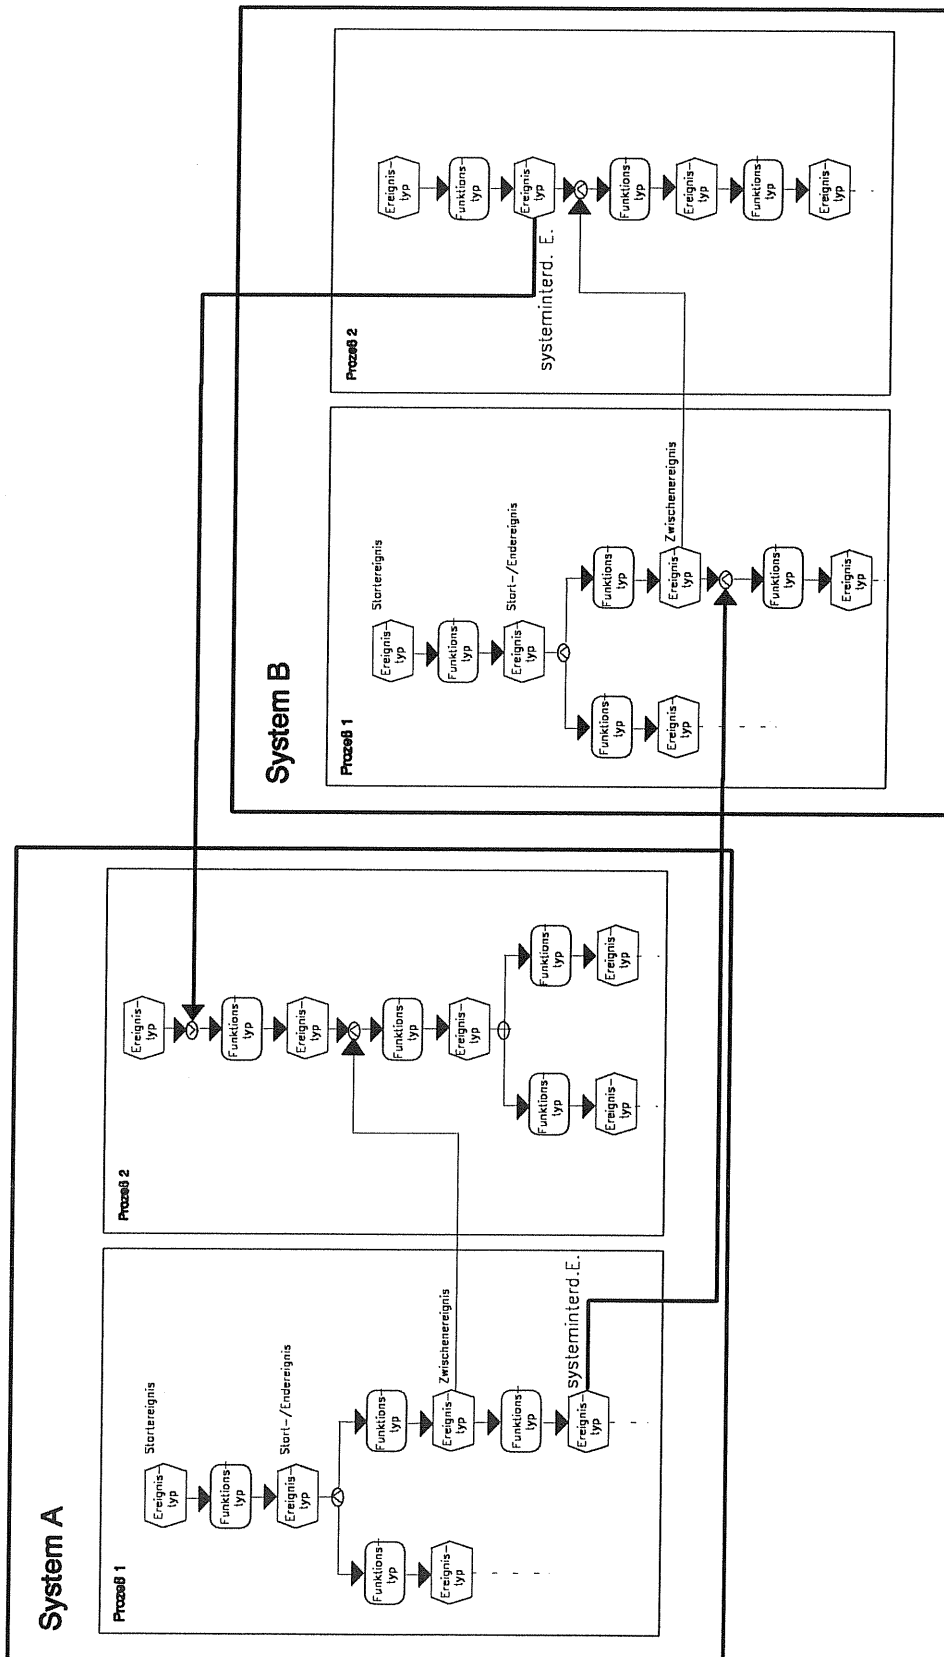 System A
Prozeß 1
Ereignis-
typ
Startereignis
Funktions-
typ
Ereignis-
typ
Start-/Endereignis
Funktions-
typ
Ereignis-
typ
Funktions-
typ
Ereignis-
typ
Zwischenereignis
Funktions-
typ
Ereignis-
typ
systeminterd.E.
Prozeß 2
Ereignis-
typ
Funktions-
typ
Ereignis-
typ
Funktions-
typ
Ereignis-
typ
Funktions-
typ
Ereignis-
typ
Funktions-
typ
Ereignis-
typ
System B
Prozeß 1
Ereignis-
typ
Startereignis
Funktions-
typ
Ereignis-
typ
Start-/Endereignis
Funktions-
typ
Ereignis-
typ
Funktions-
typ
Ereignis-
typ
Zwischenereignis
Funktions-
typ
Ereignis-
typ
Prozeß 2
Ereignis-
typ
Funktions-
typ
Ereignis-
typ
systeminterd. E.
Funktions-
typ
Ereignis-
typ
Funktions-
typ
Ereignis-
typ